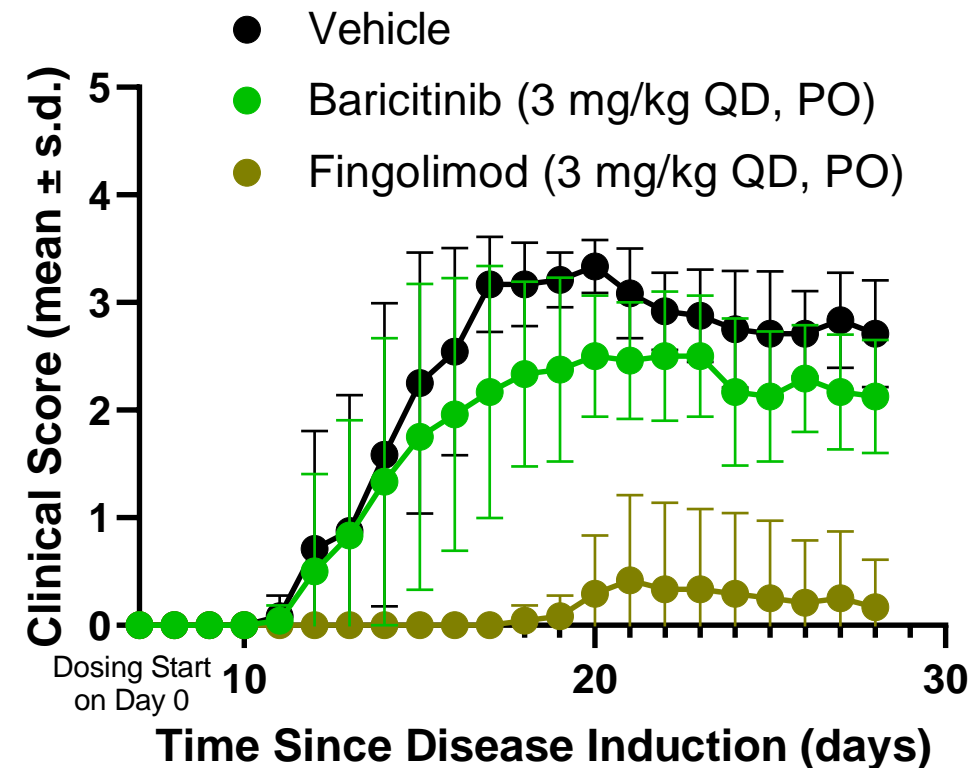 Vehicle
Baricitinib (3 mg/kg QD, PO)
Fingolimod (3 mg/kg QD, PO)
Clinical Score (mean ± s.d.)
5
4
3
2
1
0
Dosing Start
on Day 0
10
20
30
Time Since Disease Induction (days)